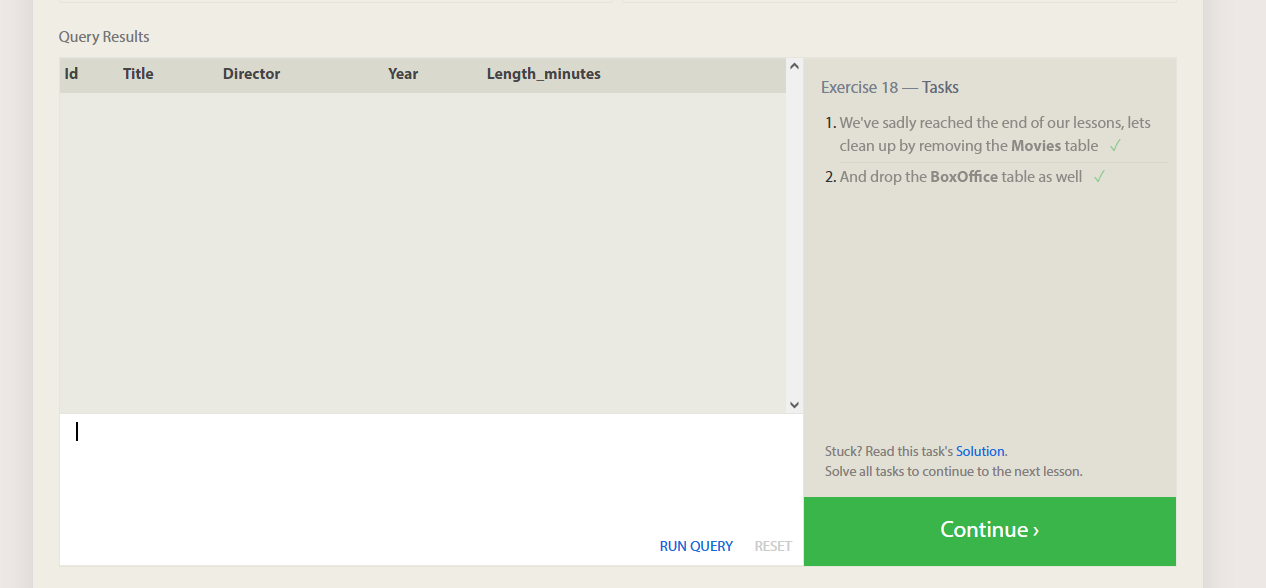 Query Results
Id Title Director Year Length_minutes
Exercise 18 — Tasks
1. We've sadly reached the end of our lessons, lets
clean up by removing the Movies table ✓
2. And drop the BoxOffice table as well ✓
Stuck? Read this task's Solution.
Solve all tasks to continue to the next lesson.
RUN QUERY RESET
Continue ›